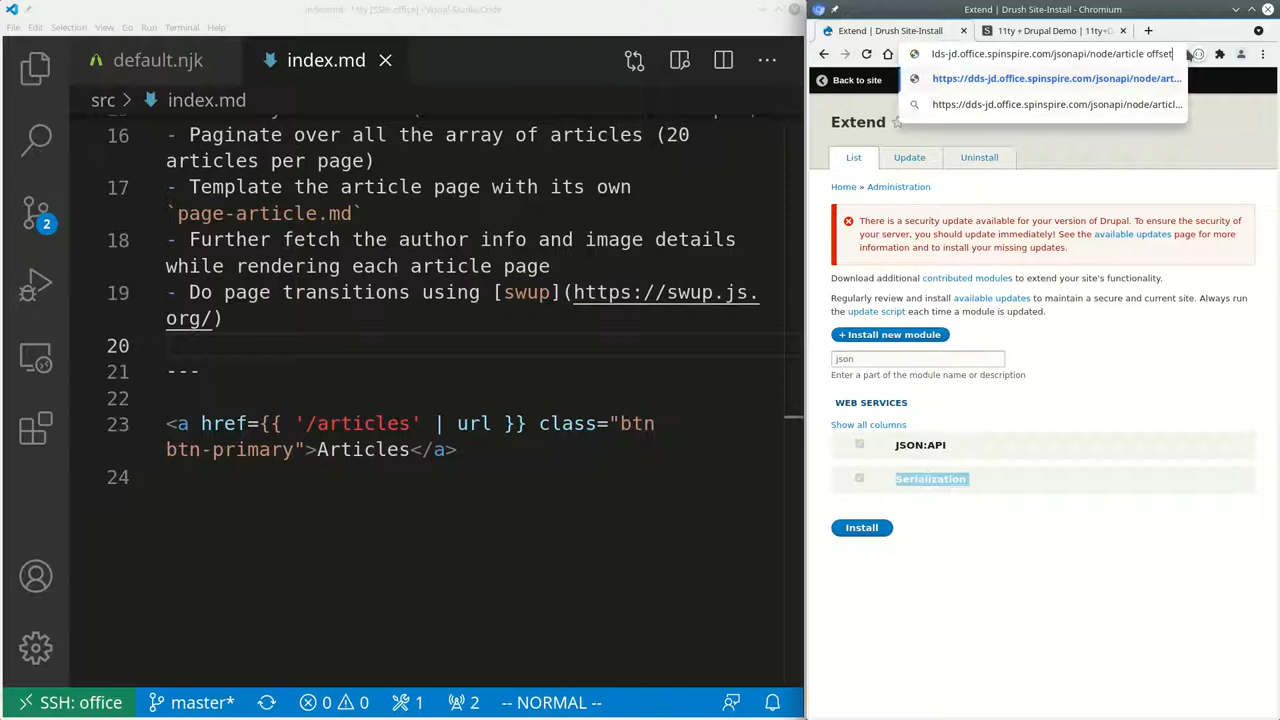 Extend | Drush Site-Install - Chromium
File Edit Selection View Go Run Terminal Help
default.njk
index.md
src > index.md
16 - Paginate over all the array of articles (20
articles per page)
17 - Template the article page with its own
`page-article.md`
18 - Further fetch the author info and image details
while rendering each article page
19 - Do page transitions using [swup](https://swup.js.
org/)
20
21 ---
22
23 <a href={{ '/articles' | url }} class="btn
btn-primary">Articles</a>
24
2
SSH: office master* 0 0 1 2 -- NORMAL --
Extend | Drush Site-Install
11ty + Drupal Demo | 11ty+D
lds-jd.office.spinspire.com/jsonapi/node/article offset
https://dds-jd.office.spinspire.com/jsonapi/node/art...
https://dds-jd.office.spinspire.com/jsonapi/node/articl...
Back to site
Extend
List Update Uninstall
Home » Administration
There is a security update available for your version of Drupal. To ensure the security of
your server, you should update immediately! See the available updates page for more
information and to install your missing updates.
Download additional contributed modules to extend your site's functionality.
Regularly review and install available updates to maintain a secure and current site. Always run
the update script each time a module is updated.
+ Install new module
json
Enter a part of the module name or description
WEB SERVICES
Show all columns
JSON:API
Serialization
Install